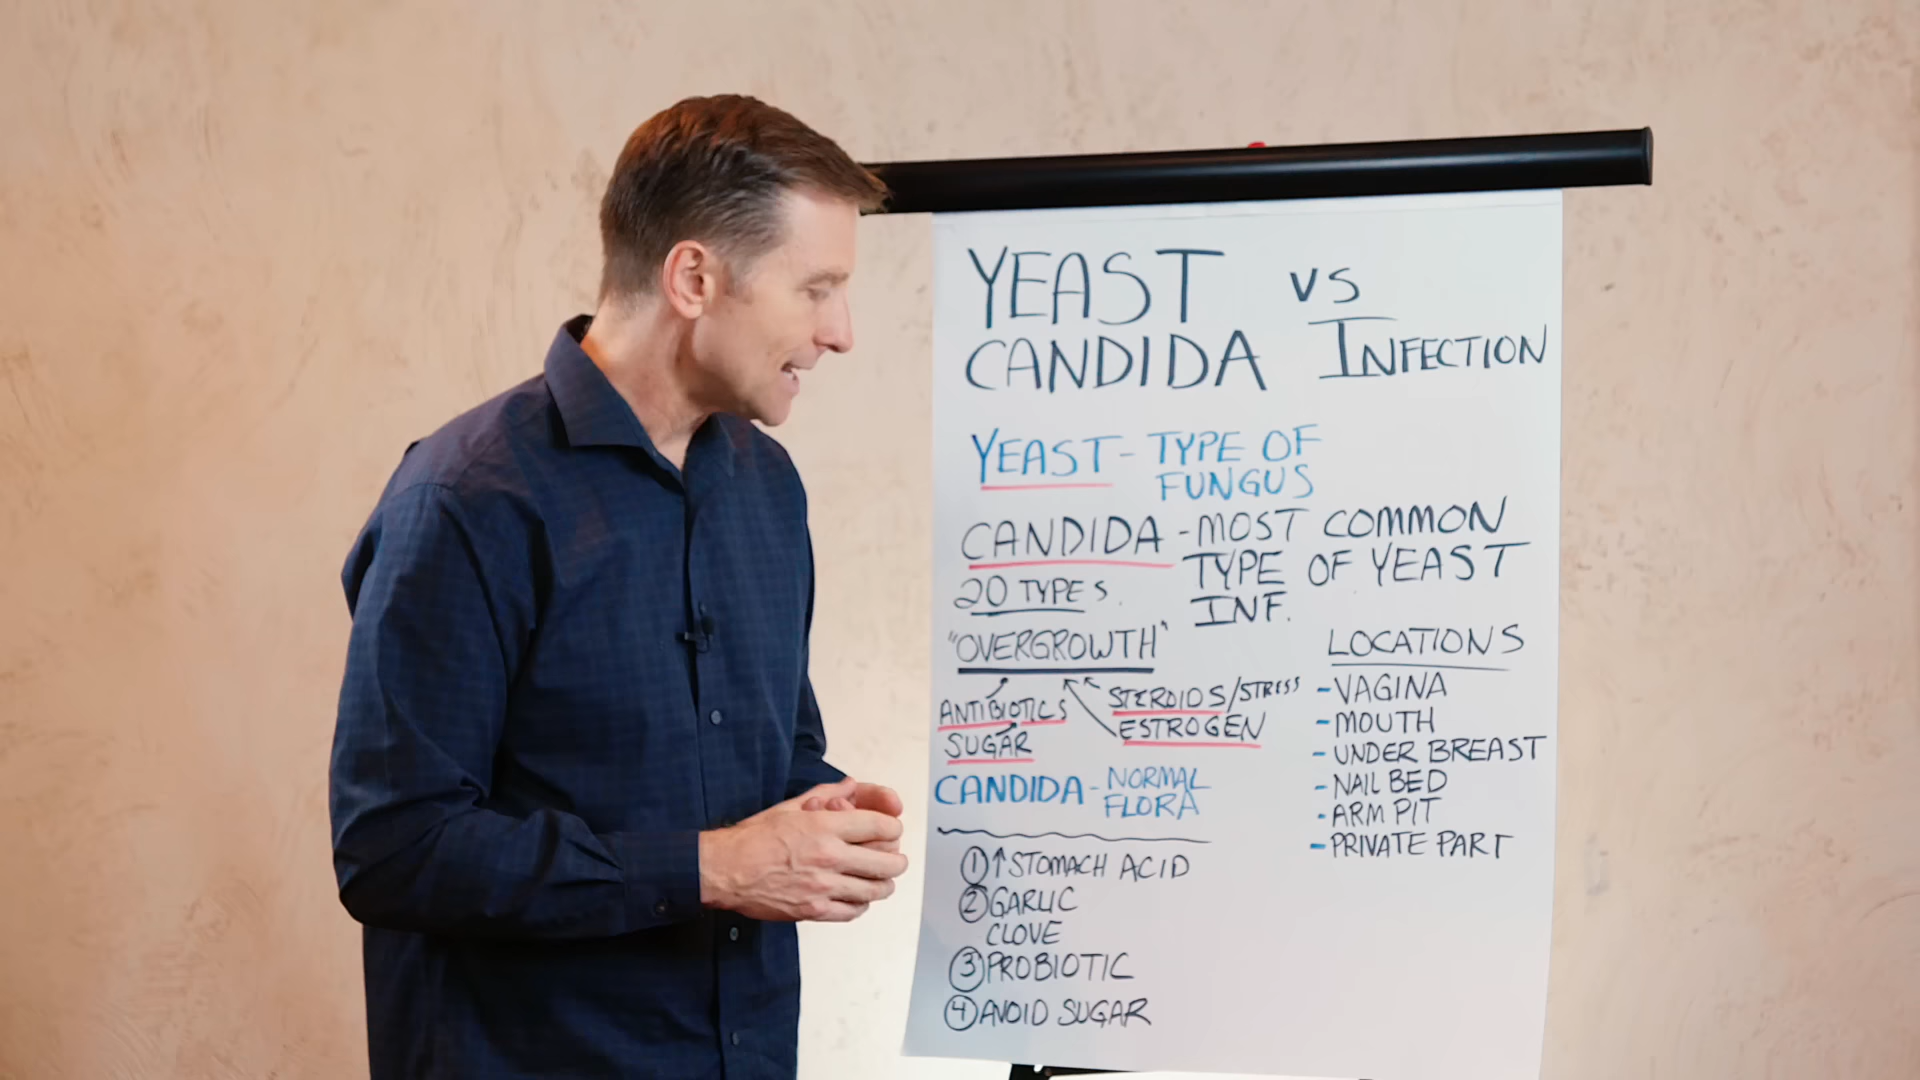 YEAST vs
CANDIDA INFECTION
YEAST - TYPE OF
FUNGUS
CANDIDA - MOST COMMON
TYPE OF YEAST
INF.
20 TYPES.
"OVERGROWTH"
ANTIBIOTICS
SUGAR
STEROIDS/STRESS
ESTROGEN
CANDIDA - NORMAL
FLORA
① ↑ STOMACH ACID
② GARLIC
CLOVE
③ PROBIOTIC
④ AVOID SUGAR
LOCATIONS
- VAGINA
- MOUTH
- UNDER BREAST
- NAIL BED
- ARM PIT
- PRIVATE PART